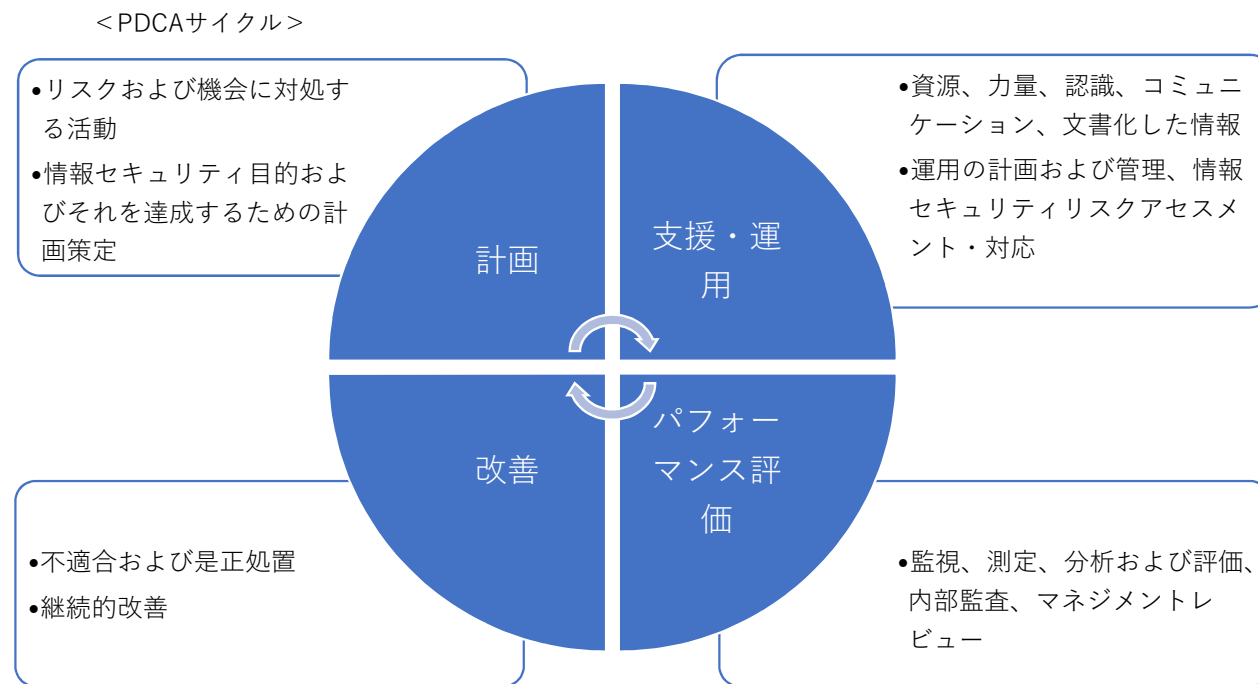 ＜PDCAサイクル＞
•リスクおよび機会に対処す
る活動
•情報セキュリティ目的およ
びそれを達成するための計
画策定
•資源、力量、認識、コミュニ
ケーション、文書化した情報
•運用の計画および管理、情報
セキュリティリスクアセスメ
ント・対応
計画
支援・運
用
改善
パフォー
マンス評
価
•不適合および是正処置
•継続的改善
•監視、測定、分析および評価、
内部監査、マネジメントレ
ビュー